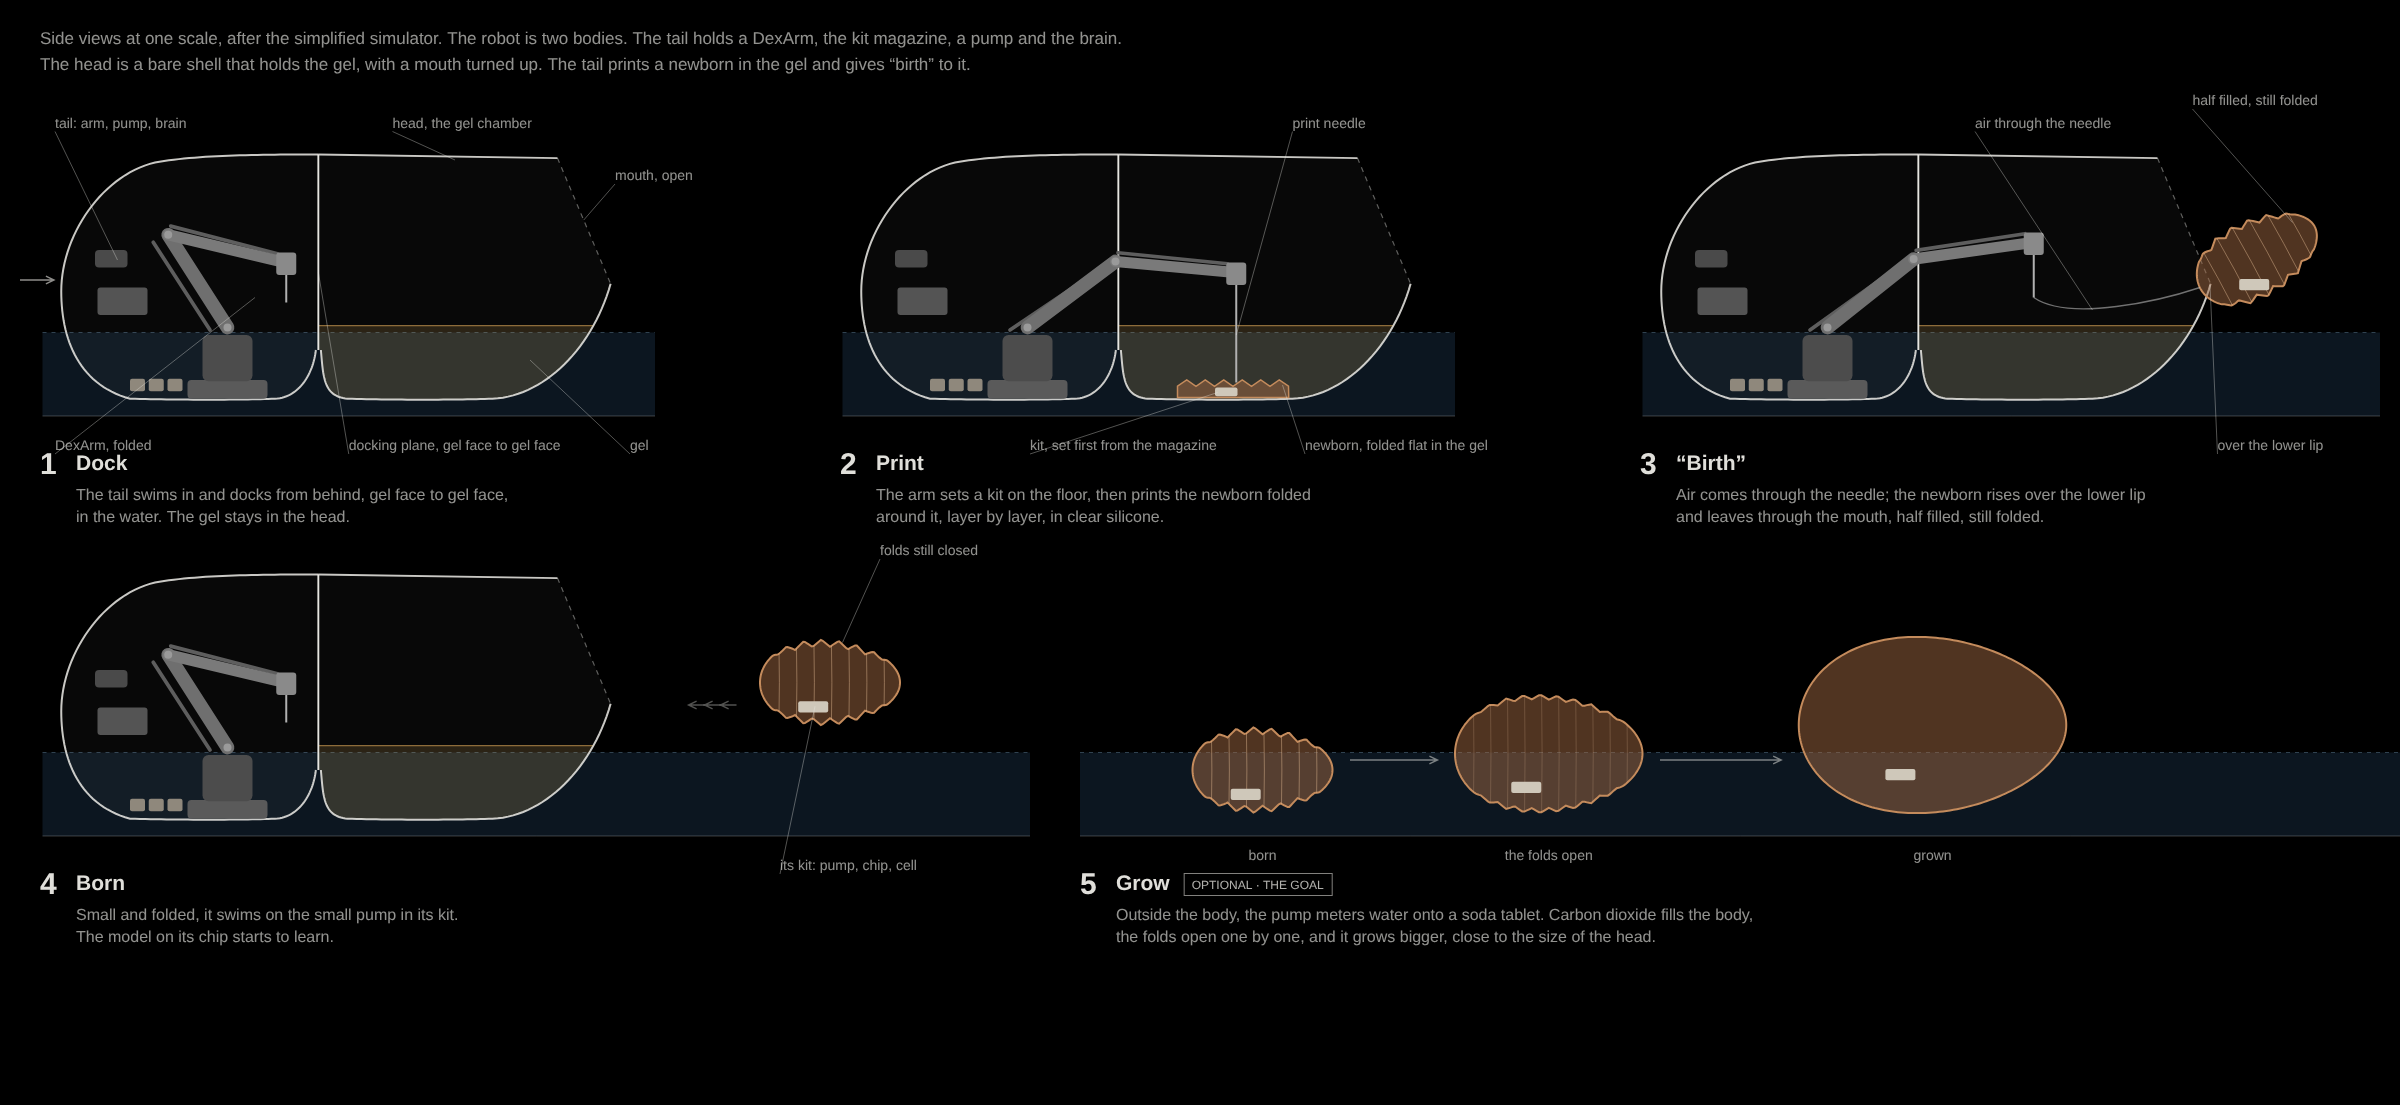 Side views at one scale, after the simplified simulator. The robot is two bodies. The tail holds a DexArm, the kit magazine, a pump and the brain.
The head is a bare shell that holds the gel, with a mouth turned up. The tail prints a newborn in the gel and gives “birth” to it.
tail: arm, pump, brain
head, the gel chamber
mouth, open
DexArm, folded
docking plane, gel face to gel face
gel
1 Dock
The tail swims in and docks from behind, gel face to gel face,
in the water. The gel stays in the head.
print needle
kit, set first from the magazine
newborn, folded flat in the gel
2 Print
The arm sets a kit on the floor, then prints the newborn folded
around it, layer by layer, in clear silicone.
half filled, still folded
air through the needle
over the lower lip
3 “Birth”
Air comes through the needle; the newborn rises over the lower lip
and leaves through the mouth, half filled, still folded.
folds still closed
its kit: pump, chip, cell
4 Born
Small and folded, it swims on the small pump in its kit.
The model on its chip starts to learn.
born
the folds open
grown
5 Grow OPTIONAL · THE GOAL
Outside the body, the pump meters water onto a soda tablet. Carbon dioxide fills the body,
the folds open one by one, and it grows bigger, close to the size of the head.